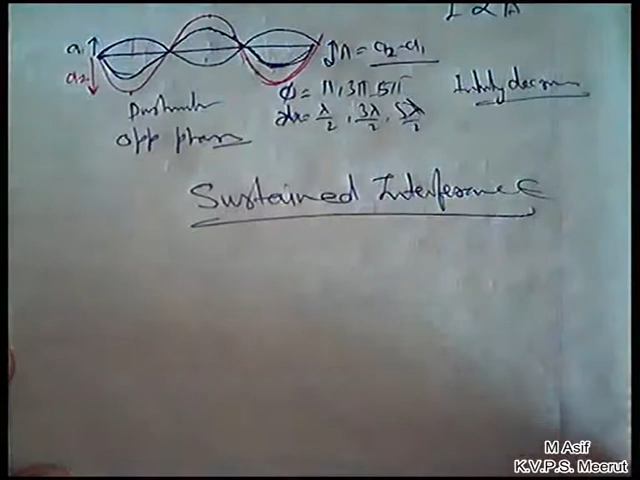 I ∝ A
a₁
a₂
A = a₂-a₁
ϕ = π, 3π 5π
Intensity decreases
λ/2, 3λ/2, 5λ/2
opp phase
Sustained Interference
M Asif
K.V.P.S. Meerut